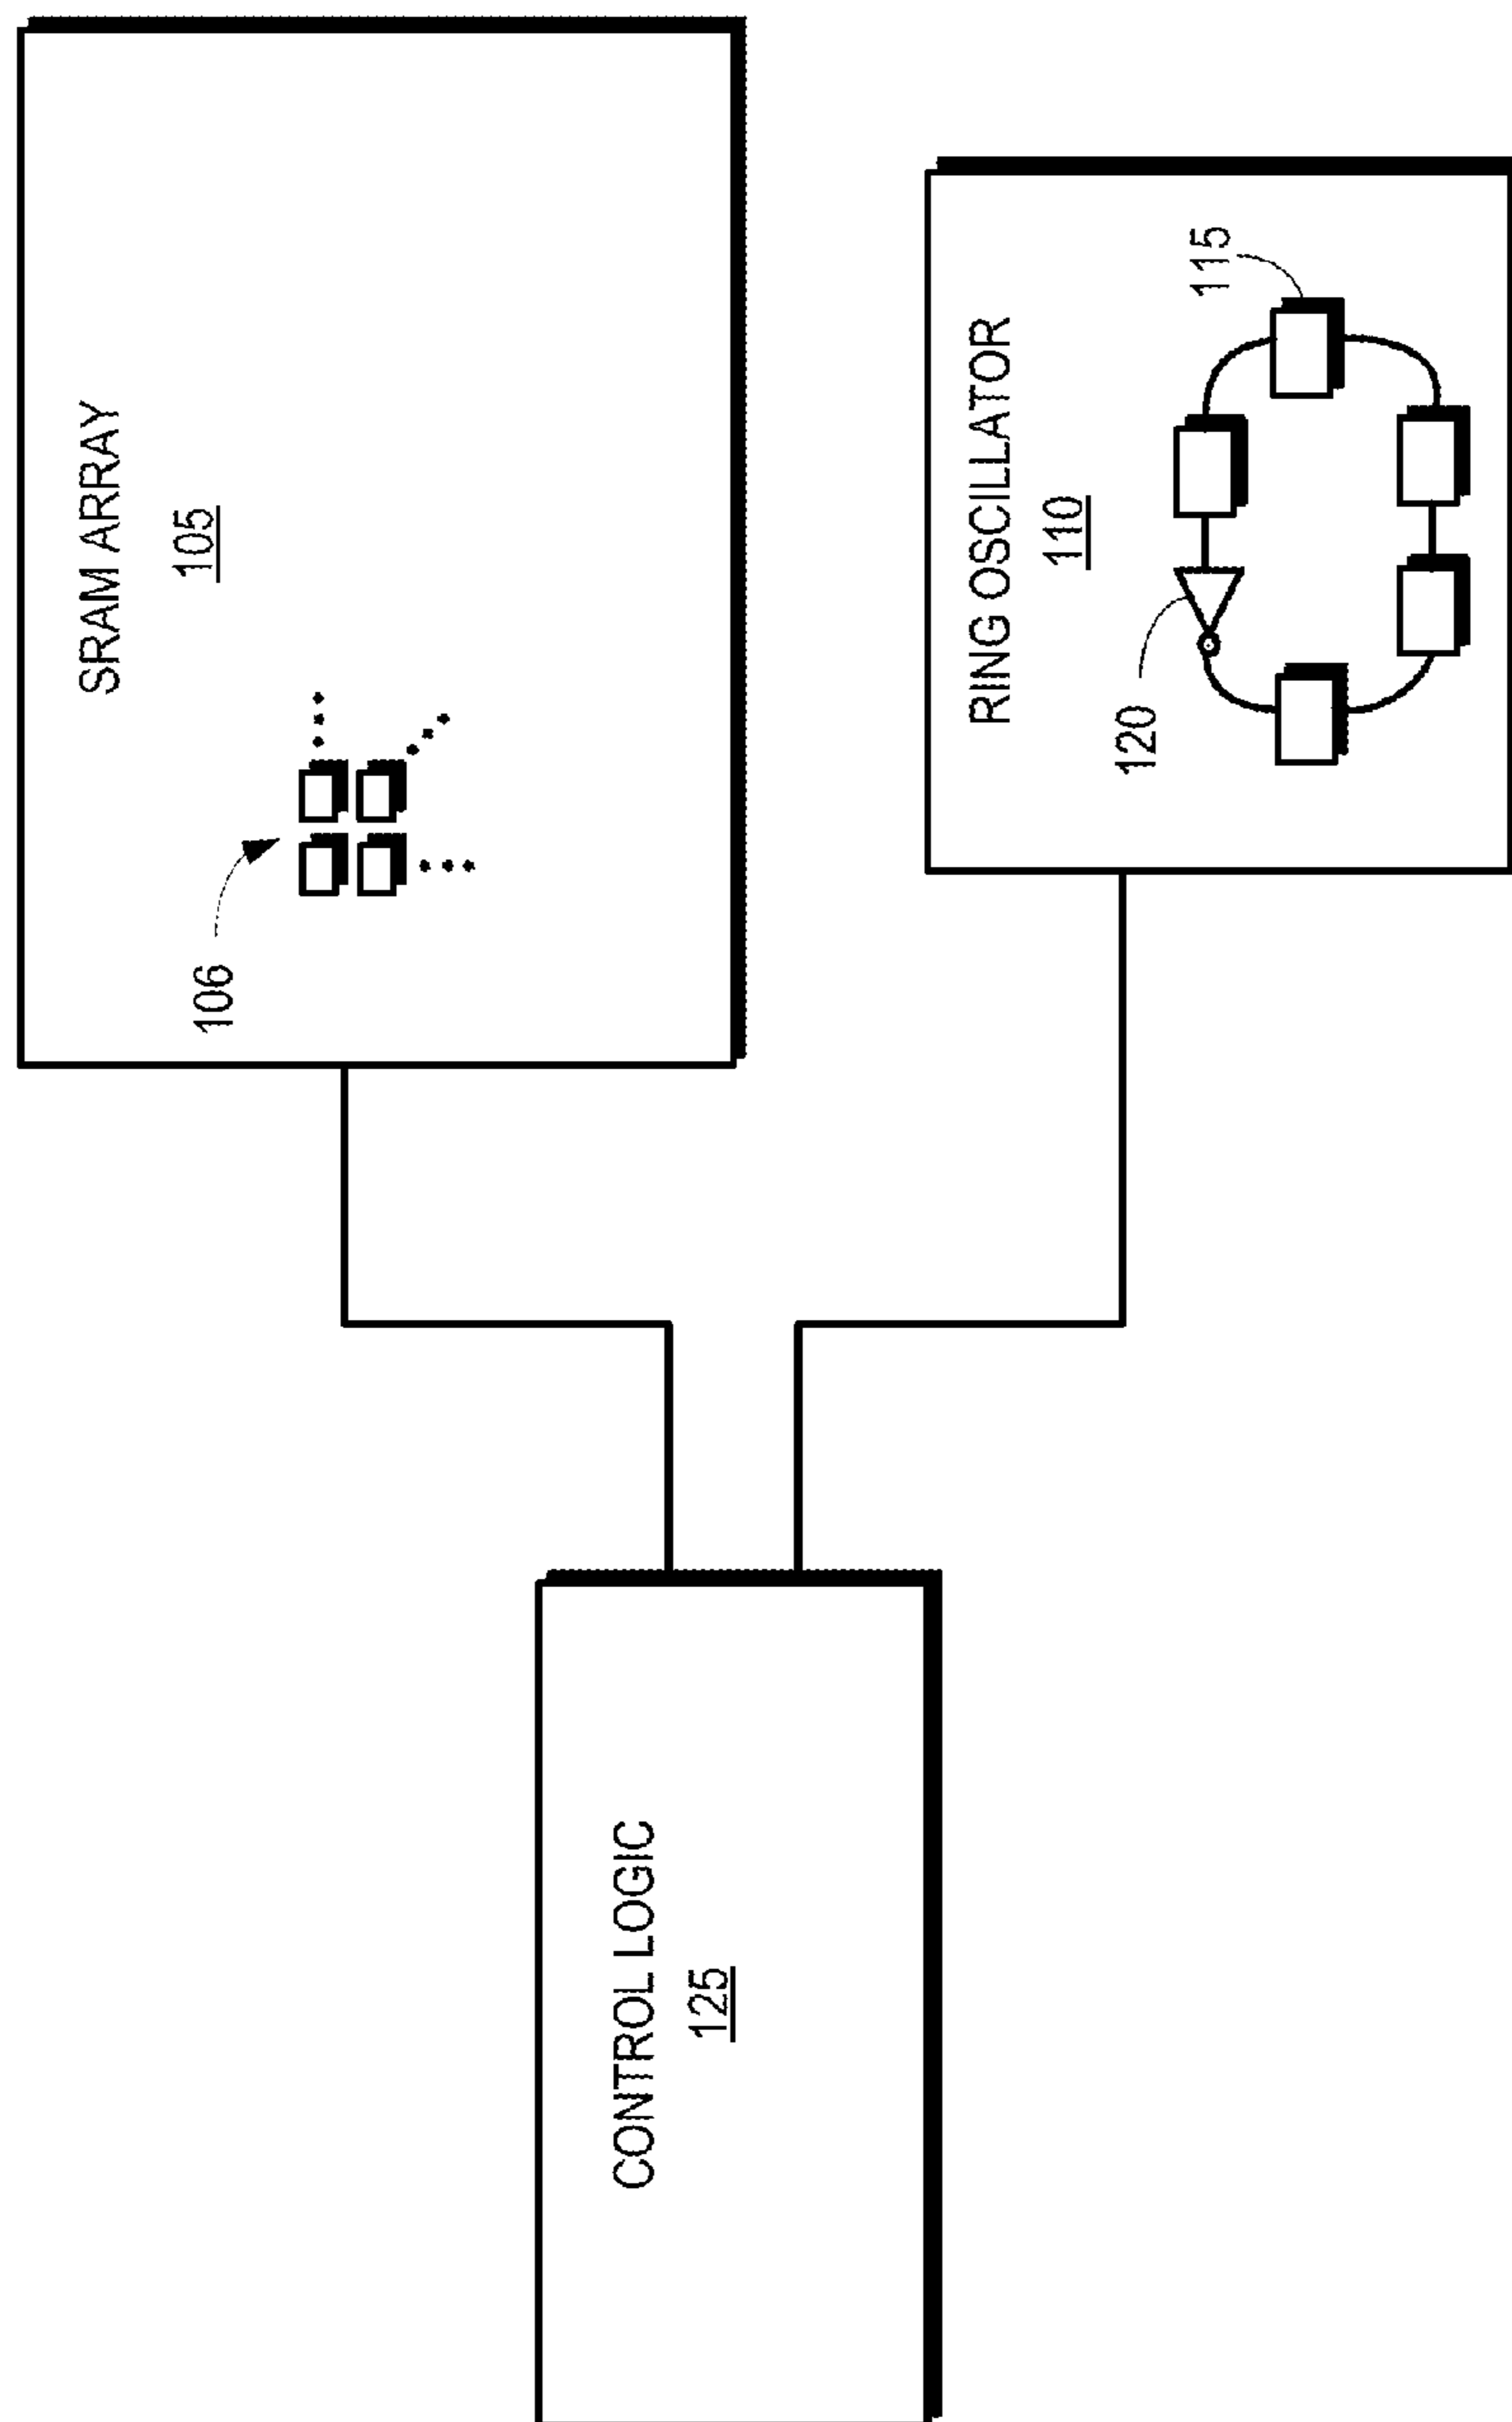 SRAM ARRAY
105
106
RING OSCILLATOR
110
115
120
CONTROL LOGIC
125